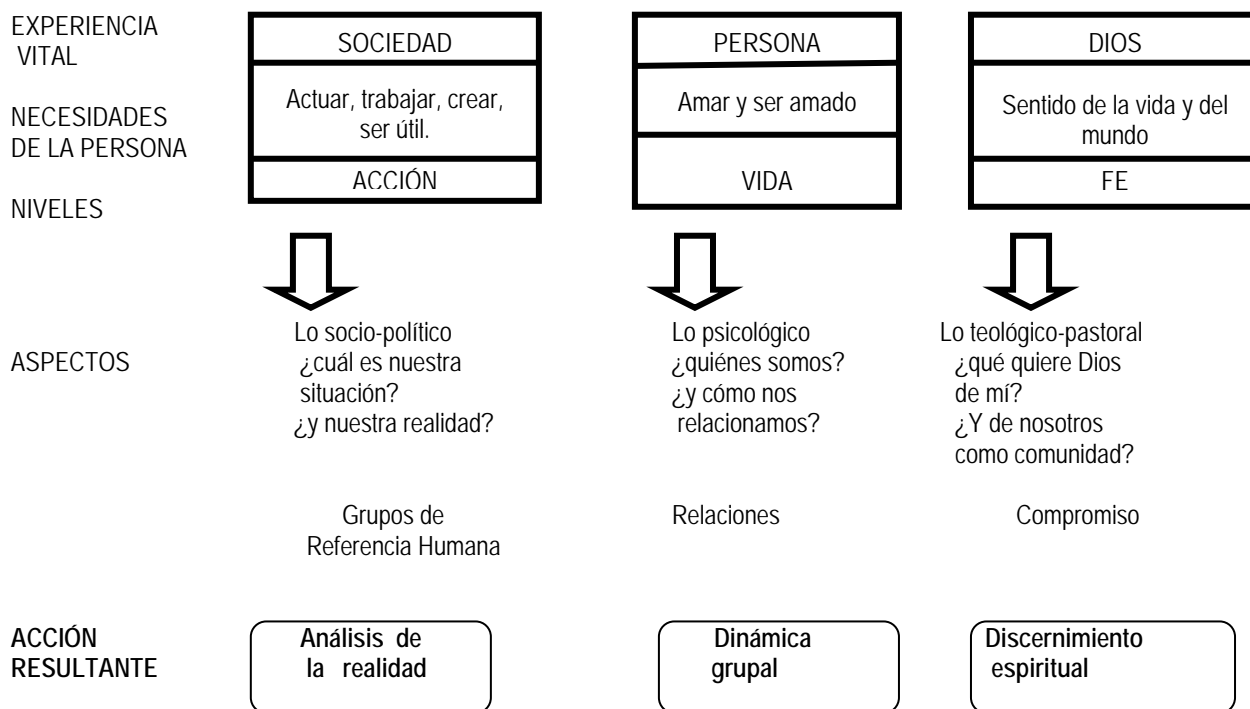 EXPERIENCIA
VITAL
SOCIEDAD
PERSONA
DIOS
NECESIDADES
DE LA PERSONA
Actuar, trabajar, crear,
ser útil.
Amar y ser amado
Sentido de la vida y del
mundo
NIVELES
ACCIÓN
VIDA
FE
ASPECTOS
Lo socio-político
¿cuál es nuestra
situación?
¿y nuestra realidad?
Lo psicológico
¿quiénes somos?
¿y cómo nos
relacionamos?
Lo teológico-pastoral
¿qué quiere Dios
de mí?
¿Y de nosotros
como comunidad?
Grupos de
Referencia Humana
Relaciones
Compromiso
ACCIÓN
RESULTANTE
Análisis de
la realidad
Dinámica
grupal
Discernimiento
espiritual